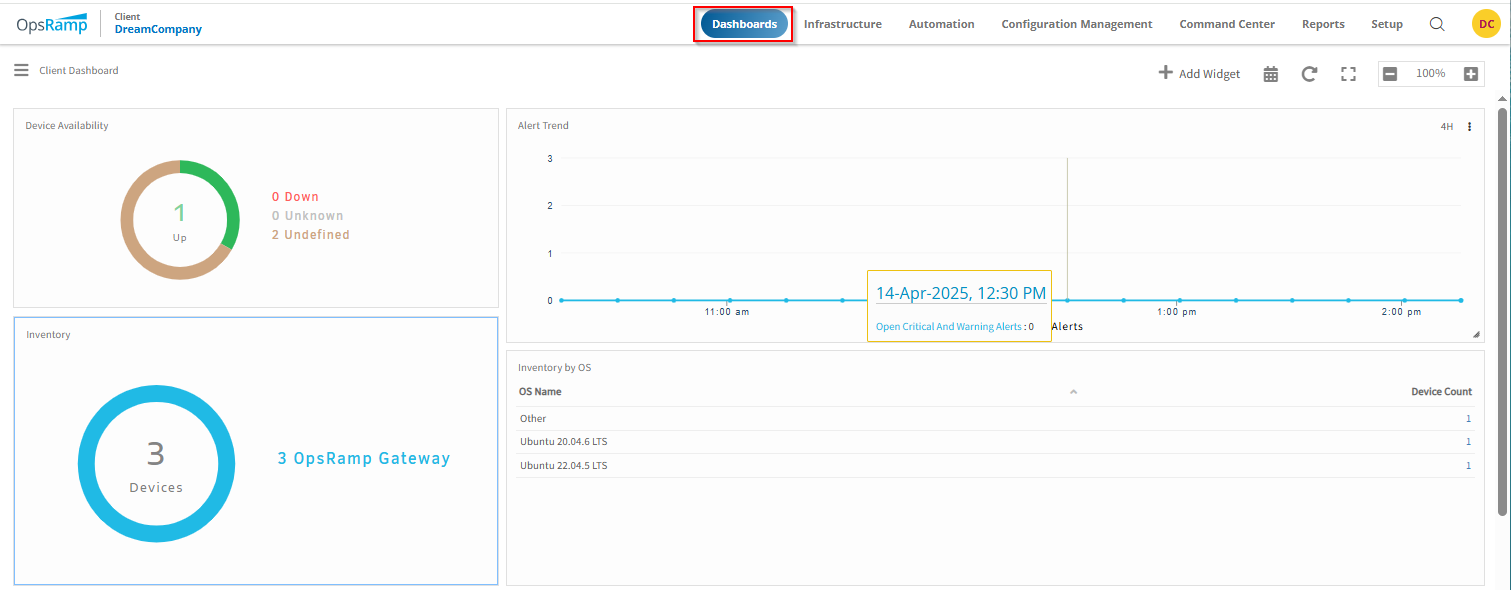 OpsRamp
Client
DreamCompany
Dashboards Infrastructure Automation Configuration Management Command Center Reports Setup DC
Client Dashboard
Add Widget 100%
Device Availability
1
Up
0 Down
0 Unknown
2 Undefined
Alert Trend
4H
3
2
1
0
11:00 am 1:00 pm 2:00 pm
14-Apr-2025, 12:30 PM
Open Critical And Warning Alerts : 0
Alerts
Inventory
3
Devices
3 OpsRamp Gateway
Inventory by OS
OS Name Device Count
Other 1
Ubuntu 20.04.6 LTS 1
Ubuntu 22.04.5 LTS 1